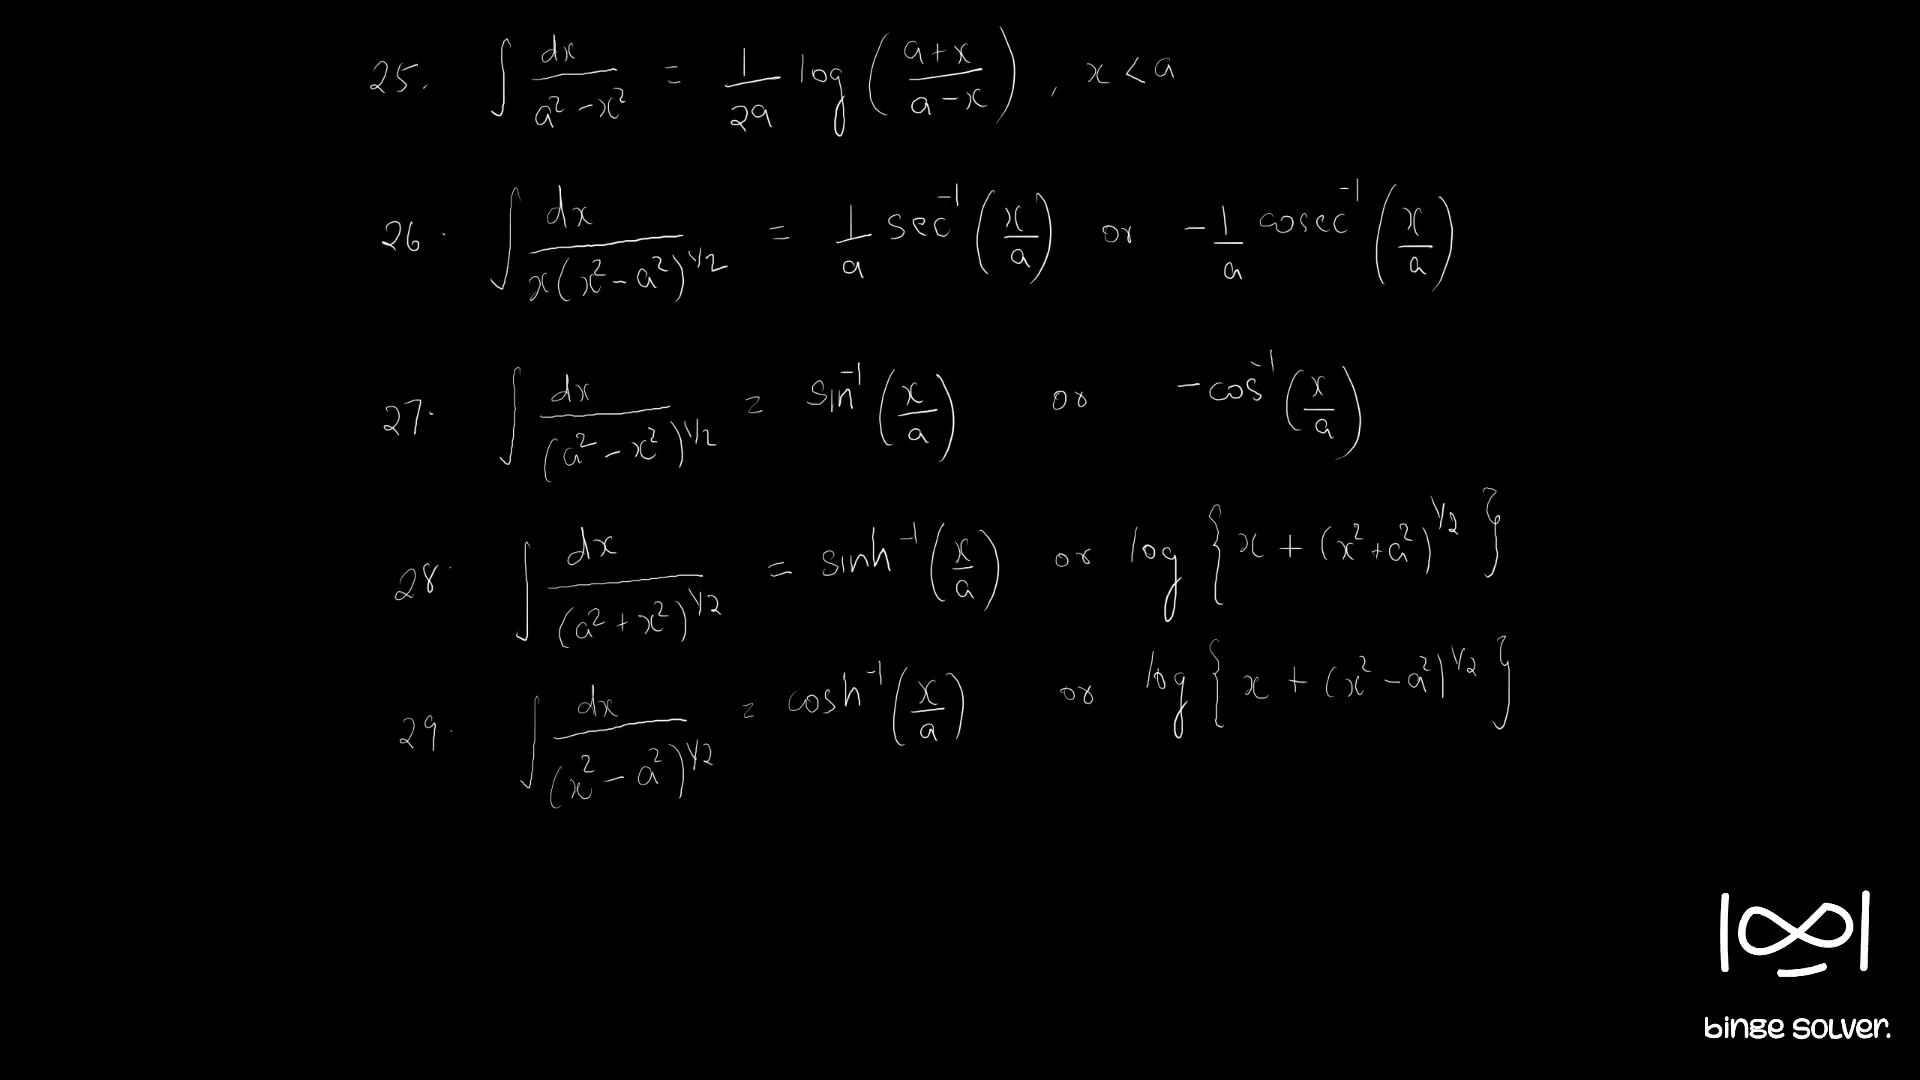 25. ∫ dx/(a² - x²) = 1/2a log ((a+x)/(a-x)), x < a
26. ∫ dx/(x(x² - a²)^1/2) = 1/a sec⁻¹ (x/a) or -1/a cosec⁻¹ (x/a)
27. ∫ dx/(a² - x²)^1/2 = sin⁻¹ (x/a) or -cos⁻¹ (x/a)
28. ∫ dx/(a² + x²)^1/2 = sinh⁻¹ (x/a) or log {x + (x² + a²)^1/2}
29. ∫ dx/(x² - a²)^1/2 = cosh⁻¹ (x/a) or log {x + (x² - a²)^1/2}
binge solver.